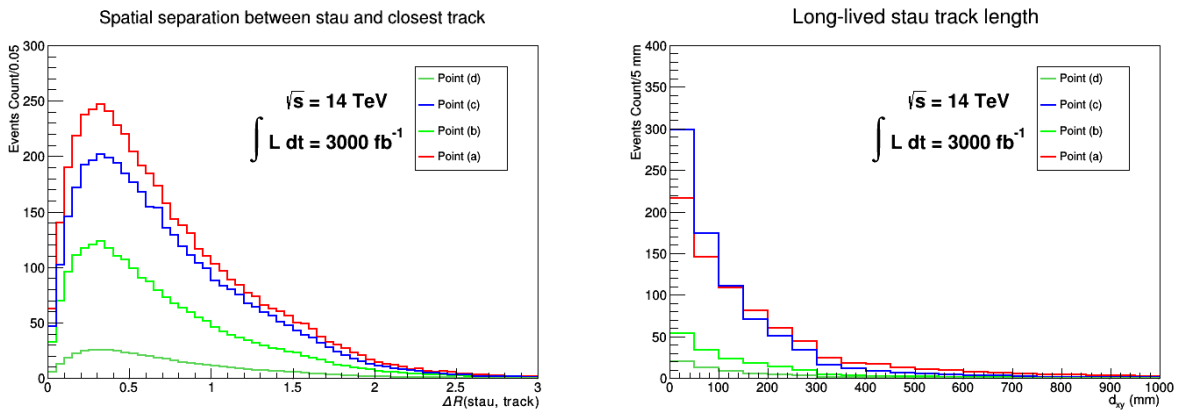 Spatial separation between stau and closest track
Events Count/0.05
300
250
200
150
100
50
0
Point (d)
Point (c)
Point (b)
Point (a)
√s = 14 TeV
∫ L dt = 3000 fb⁻¹
0 0.5 1 1.5 2 2.5 3
ΔR(stau, track)
Long-lived stau track length
Events Count/5 mm
400
350
300
250
200
150
100
50
0
Point (d)
Point (c)
Point (b)
Point (a)
√s = 14 TeV
∫ L dt = 3000 fb⁻¹
0 100 200 300 400 500 600 700 800 900 1000
d_xy (mm)